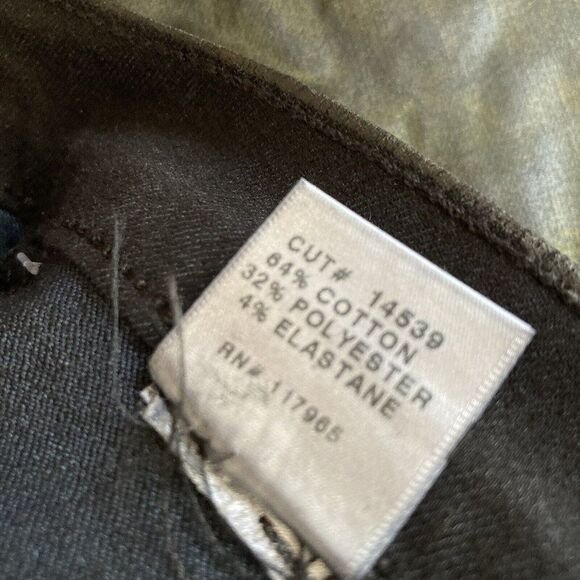 CUT# 14539
64% COTTON
32% POLYESTER
4% ELASTANE
RN# 117965